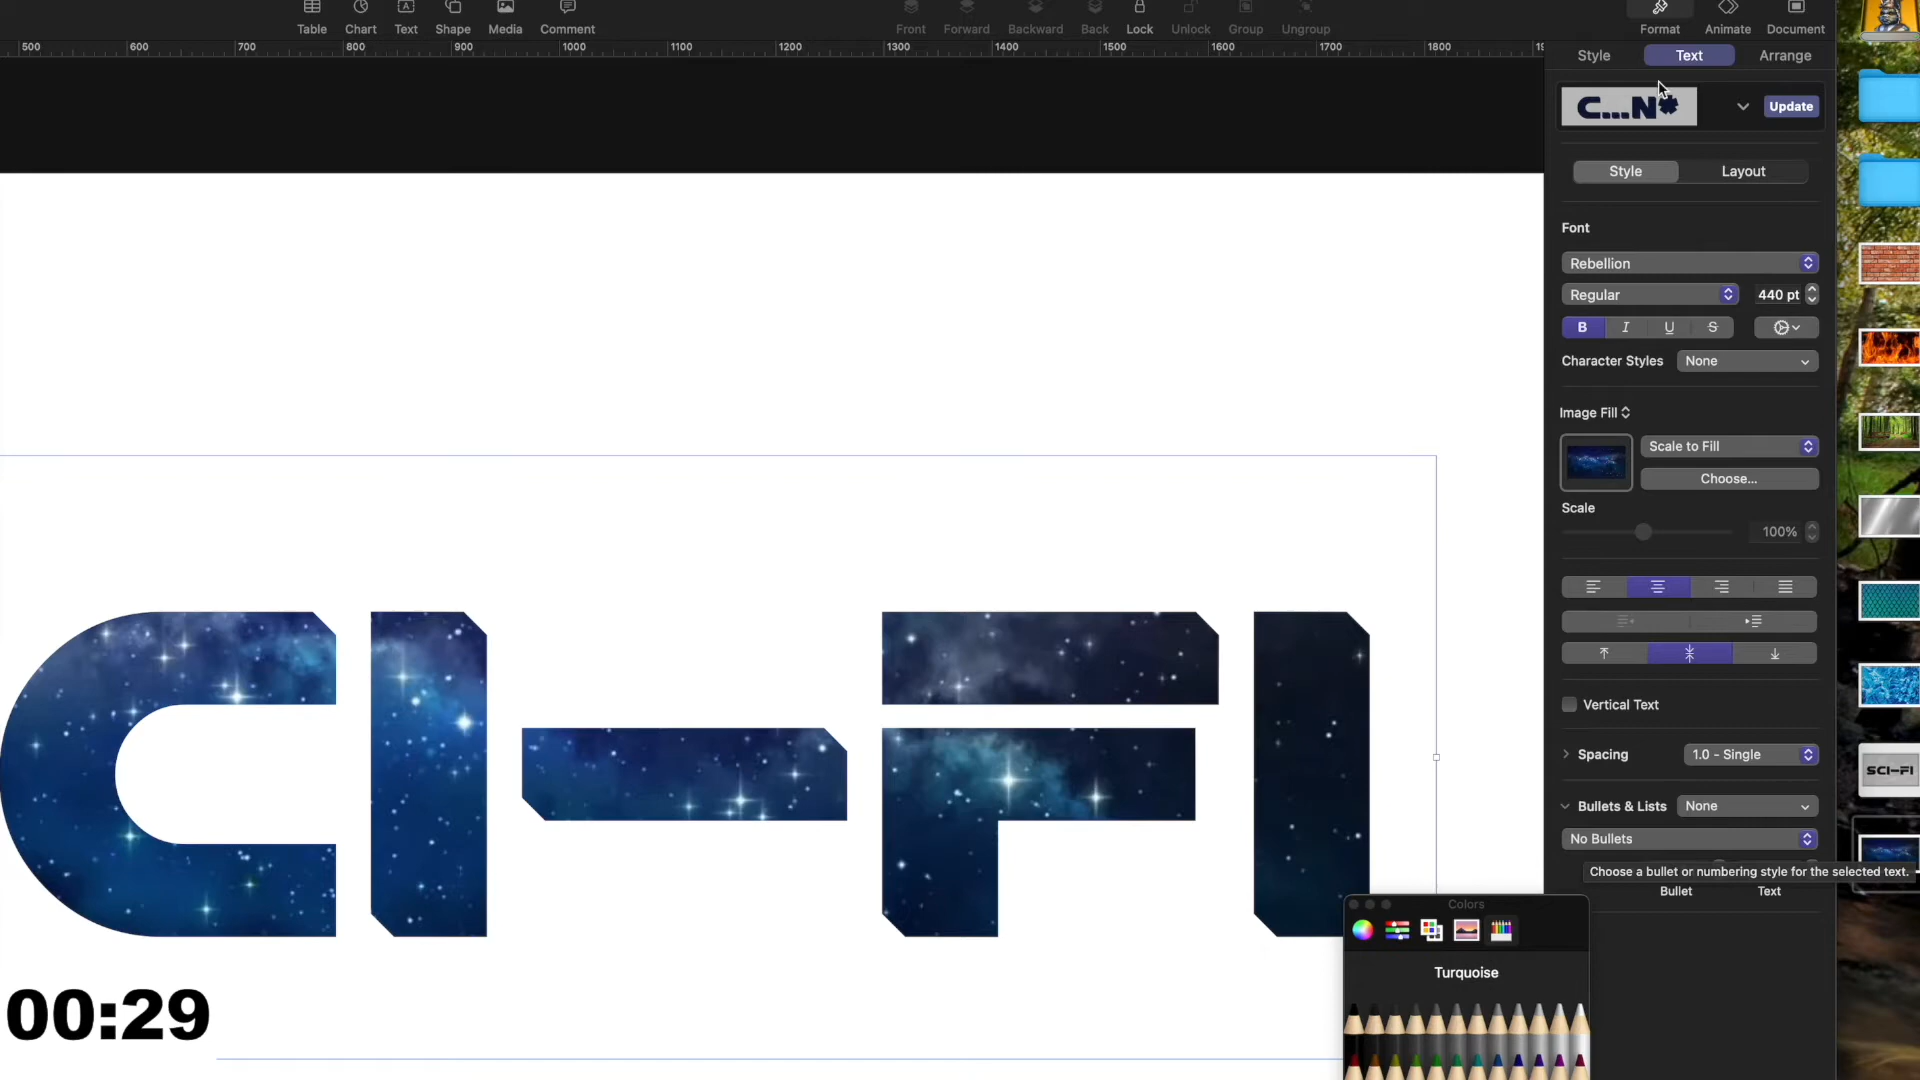 Table Chart Text Shape Media Comment Front Forward Backward Back Lock Unlock Group Ungroup Format Animate Document
500 600 700 800 900 1000 1100 1200 1300 1400 1500 1600 1700 1800
Style Text Arrange
C...N* Update
Style Layout
Font
Rebellion
Regular 440 pt
B I U S
Character Styles None
Image Fill
Scale to Fill
Choose...
Scale
100%
CI-FI
Vertical Text
Spacing 1.0 - Single
SCI-FI
Bullets & Lists None
No Bullets
Choose a bullet or numbering style for the selected text.
Bullet Text
Colors
Turquoise
00:29